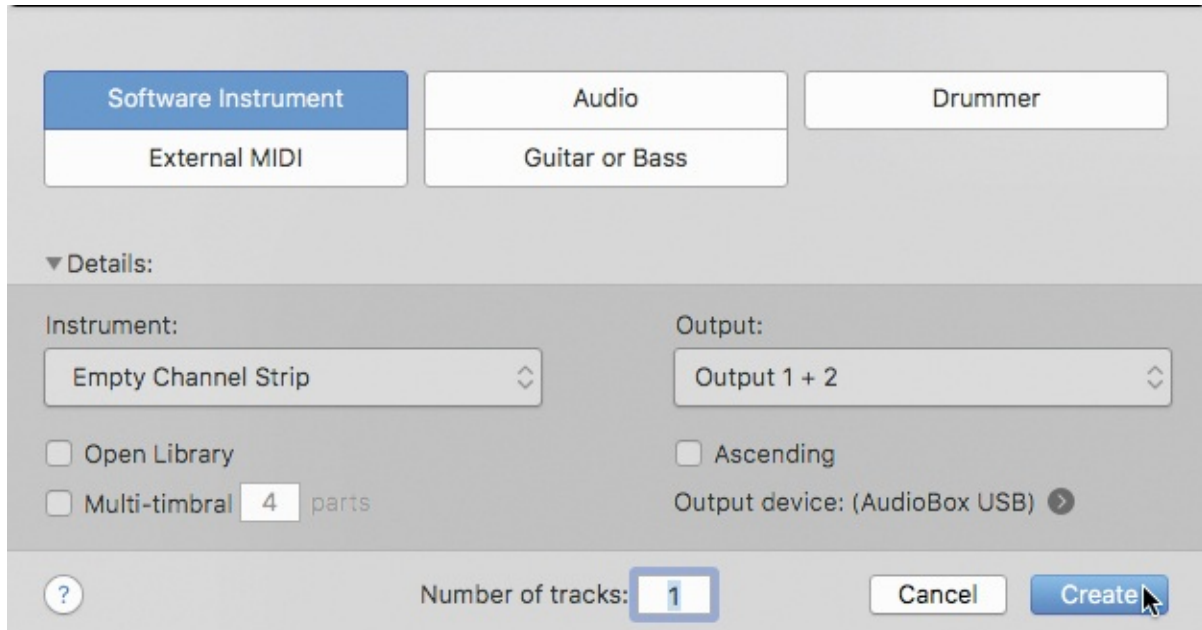 Software Instrument
Audio
Drummer
External MIDI
Guitar or Bass
Details:
Instrument:
Output:
Empty Channel Strip
Output 1 + 2
Open Library
Ascending
Multi-timbral 4 parts
Output device: (AudioBox USB)
? Number of tracks: 1 Cancel Create